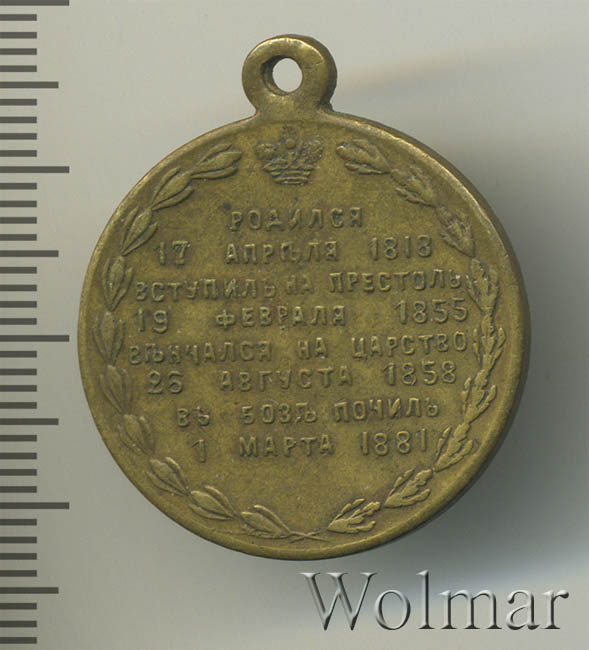 РОДИЛСЯ
17 АПРѢЛЯ 1818
ВСТУПИЛЪ НА ПРЕСТОЛЪ
19 ФЕВРАЛЯ 1855
ВѢНЧАЛСЯ НА ЦАРСТВО
26 АВГУСТА 1858
ВЪ БОЗѢ ПОЧИЛЪ
1 МАРТА 1881
Wolmar